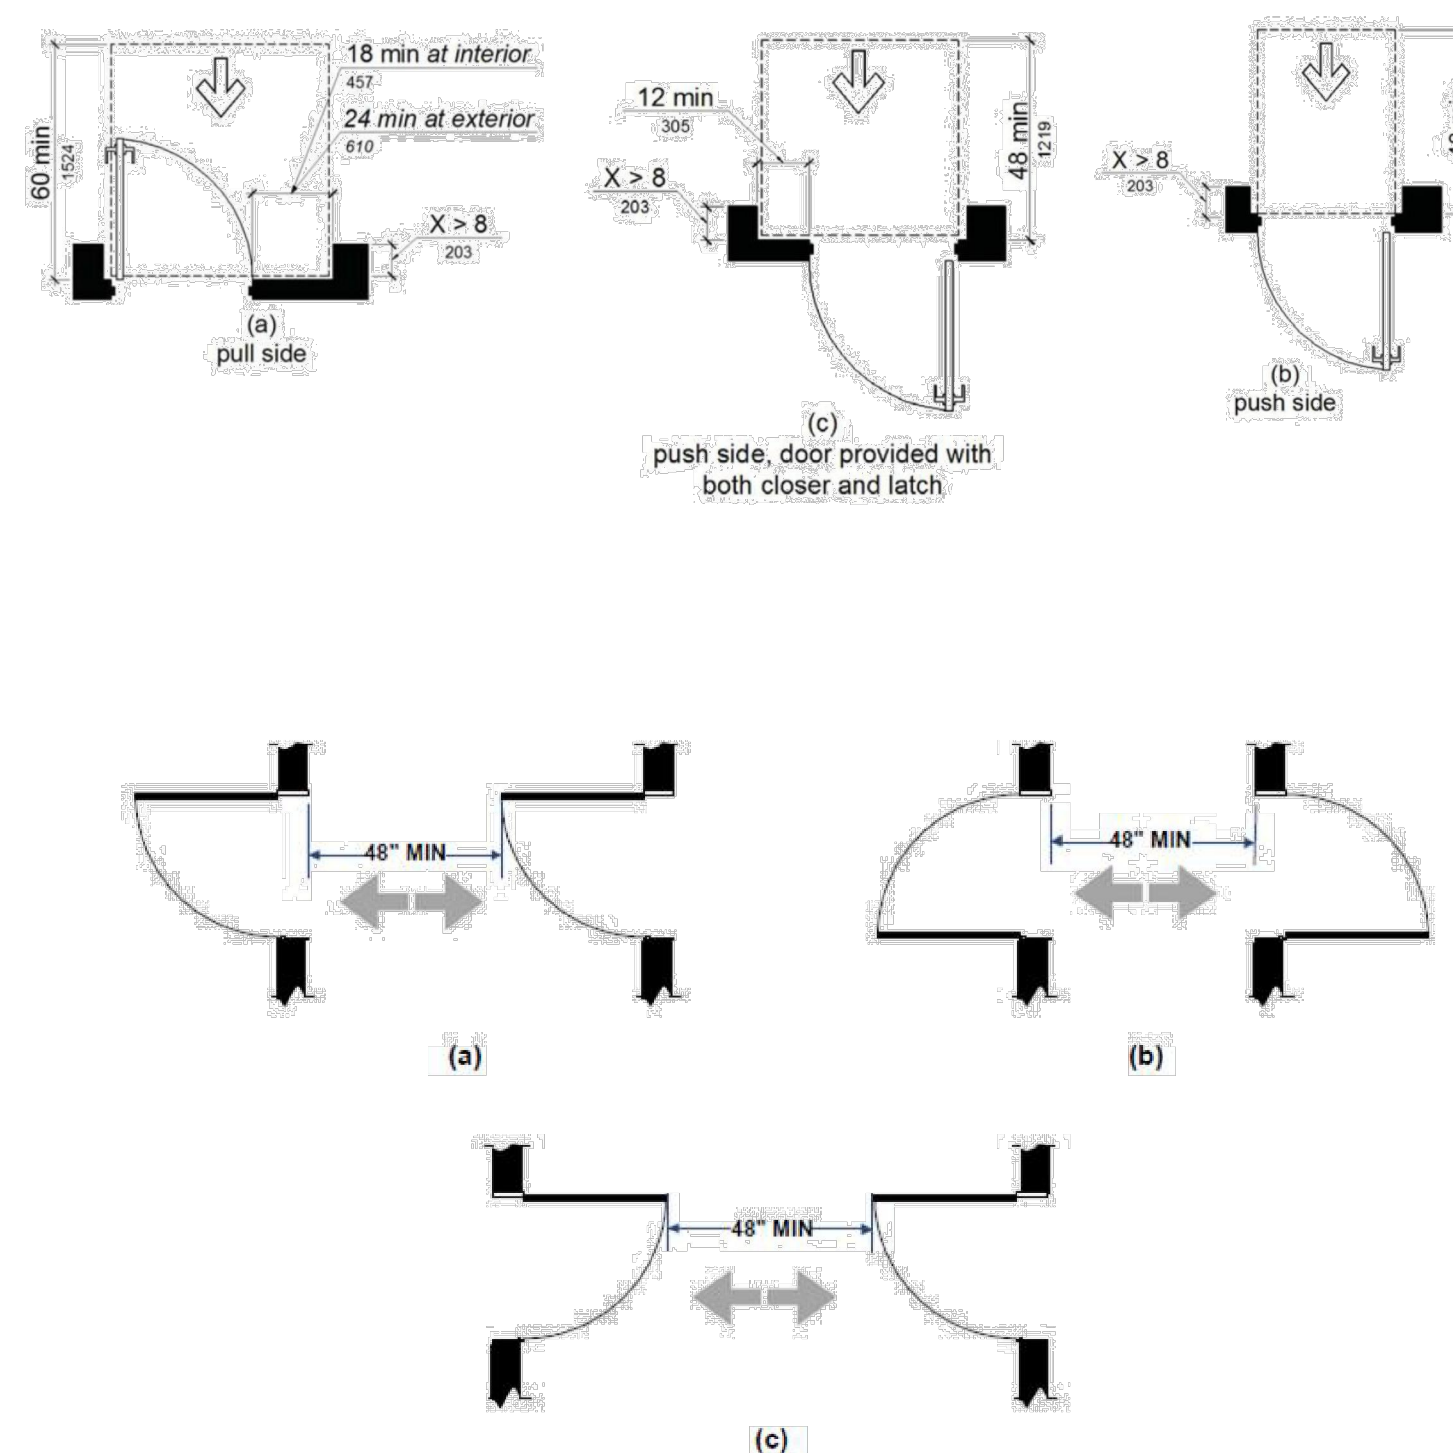 18 min at interior
457
24 min at exterior
610
60 min
1524
X > 8
203
(a)
pull side
12 min
305
X > 8
203
48 min
1219
(c)
push side, door provided with
both closer and latch
X > 8
203
(b)
push side
48" MIN
(a)
48" MIN
(b)
48" MIN
(c)